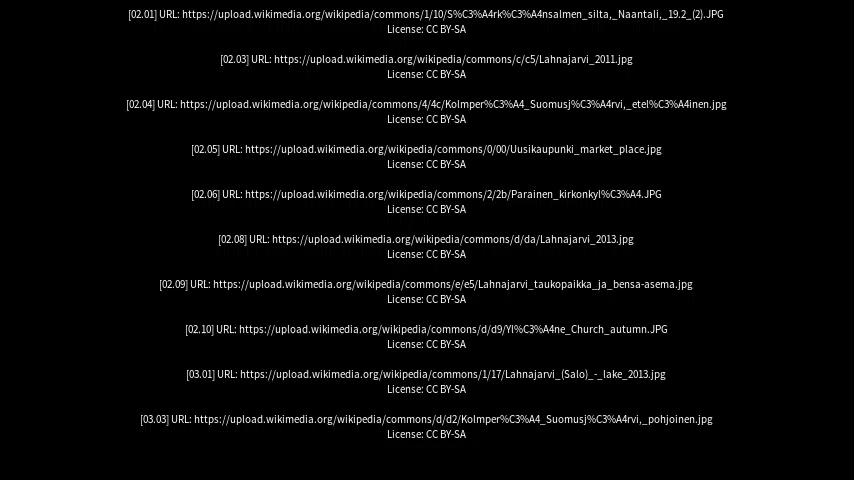 [02.01] URL: https://upload.wikimedia.org/wikipedia/commons/1/10/S%C3%A4rk%C3%A4nsalmen_silta,_Naantali,_19.2_(2).JPG
License: CC BY-SA
[02.03] URL: https://upload.wikimedia.org/wikipedia/commons/c/c5/Lahnajarvi_2011.jpg
License: CC BY-SA
[02.04] URL: https://upload.wikimedia.org/wikipedia/commons/4/4c/Kolmper%C3%A4_Suomusj%C3%A4rvi,_etel%C3%A4inen.jpg
License: CC BY-SA
[02.05] URL: https://upload.wikimedia.org/wikipedia/commons/0/00/Uusikaupunki_market_place.jpg
License: CC BY-SA
[02.06] URL: https://upload.wikimedia.org/wikipedia/commons/2/2b/Parainen_kirkonkyl%C3%A4.JPG
License: CC BY-SA
[02.08] URL: https://upload.wikimedia.org/wikipedia/commons/d/da/Lahnajarvi_2013.jpg
License: CC BY-SA
[02.09] URL: https://upload.wikimedia.org/wikipedia/commons/e/e5/Lahnajarvi_taukopaikka_ja_bensa-asema.jpg
License: CC BY-SA
[02.10] URL: https://upload.wikimedia.org/wikipedia/commons/d/d9/Yl%C3%A4ne_Church_autumn.JPG
License: CC BY-SA
[03.01] URL: https://upload.wikimedia.org/wikipedia/commons/1/17/Lahnajarvi_(Salo)_-_lake_2013.jpg
License: CC BY-SA
[03.03] URL: https://upload.wikimedia.org/wikipedia/commons/d/d2/Kolmper%C3%A4_Suomusj%C3%A4rvi,_pohjoinen.jpg
License: CC BY-SA